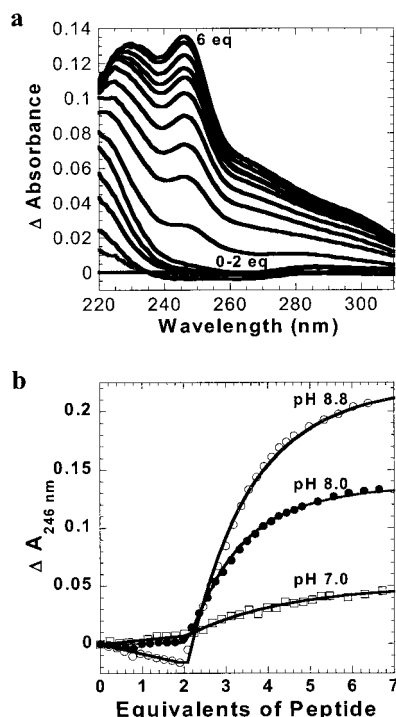 a
0.14
0.12
0.1
0.08
0.06
0.04
0.02
0
Δ Absorbance
6 eq
0-2 eq
220 240 260 280 300
Wavelength (nm)
b
0.2
0.15
0.1
0.05
0
Δ A246 nm
pH 8.8
pH 8.0
pH 7.0
0 1 2 3 4 5 6 7
Equivalents of Peptide